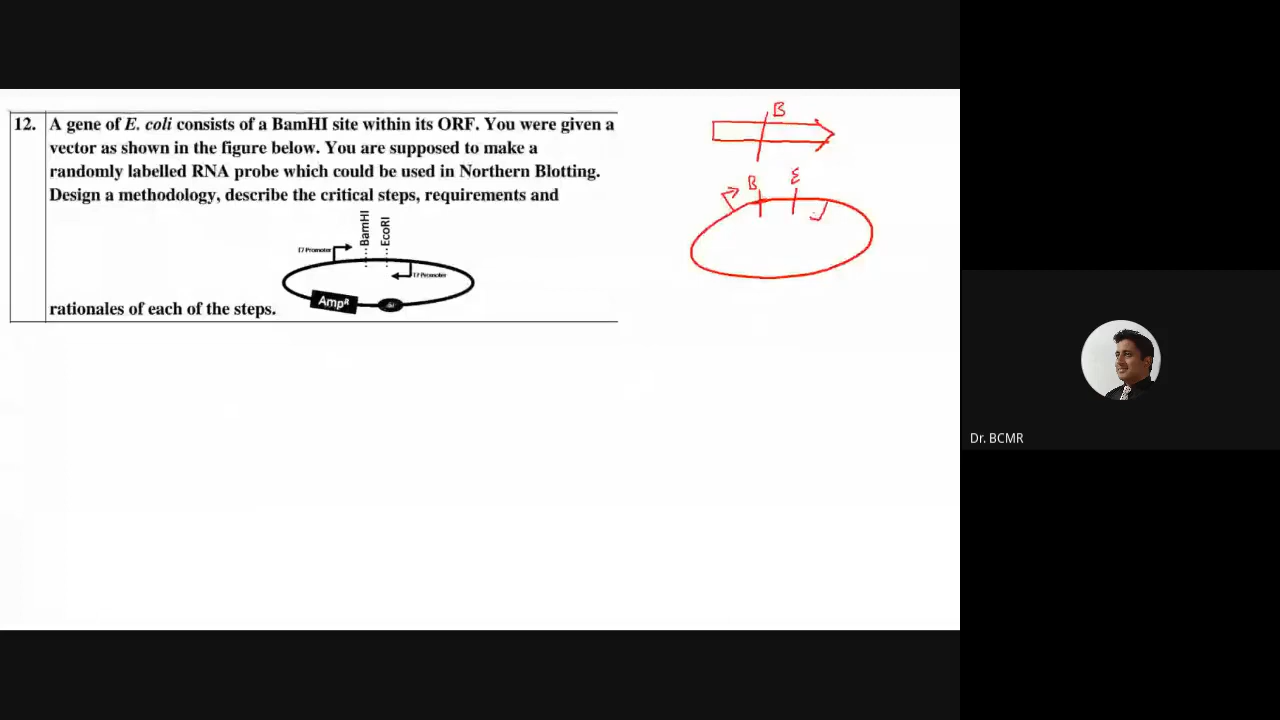 12. A gene of E. coli consists of a BamHI site within its ORF. You were given a
vector as shown in the figure below. You are supposed to make a
randomly labelled RNA probe which could be used in Northern Blotting.
Design a methodology, describe the critical steps, requirements and
BamHI
EcoRI
T7 Promoter
T7 Promoter
AmpR
rationales of each of the steps.
B
B E
Dr. BCMR